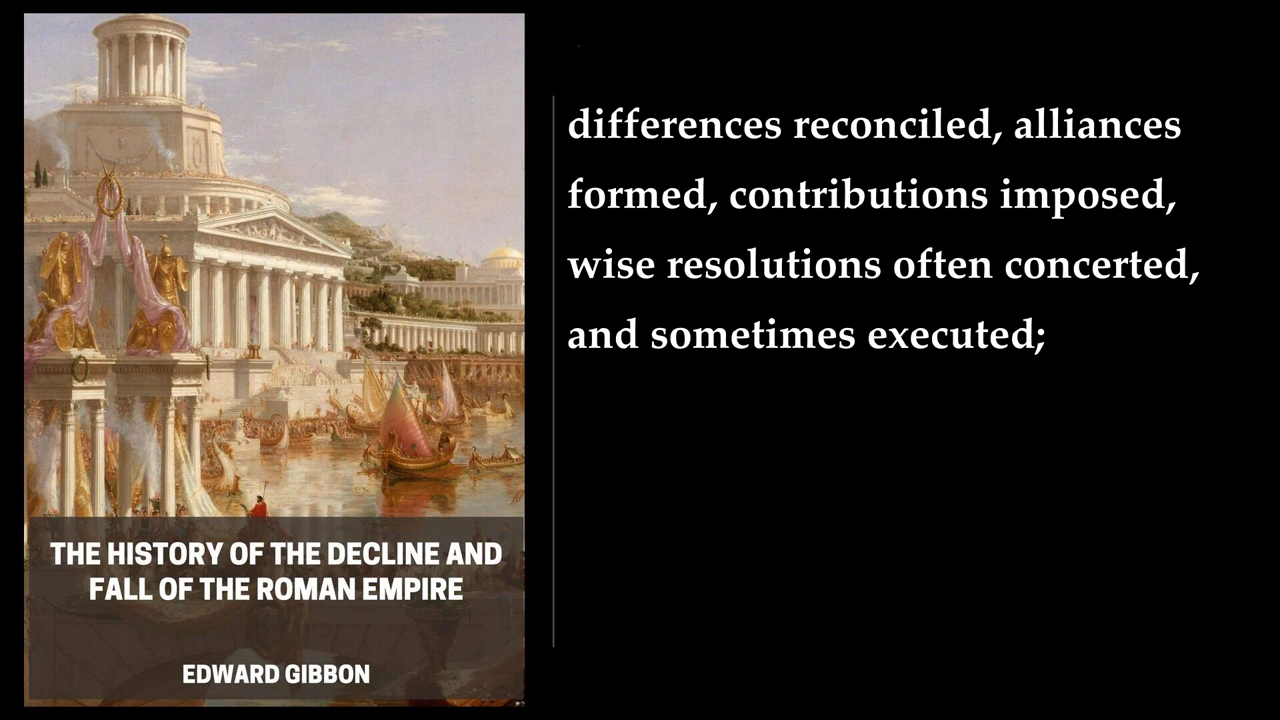 THE HISTORY OF THE DECLINE AND
FALL OF THE ROMAN EMPIRE
EDWARD GIBBON
differences reconciled, alliances
formed, contributions imposed,
wise resolutions often concerted,
and sometimes executed;